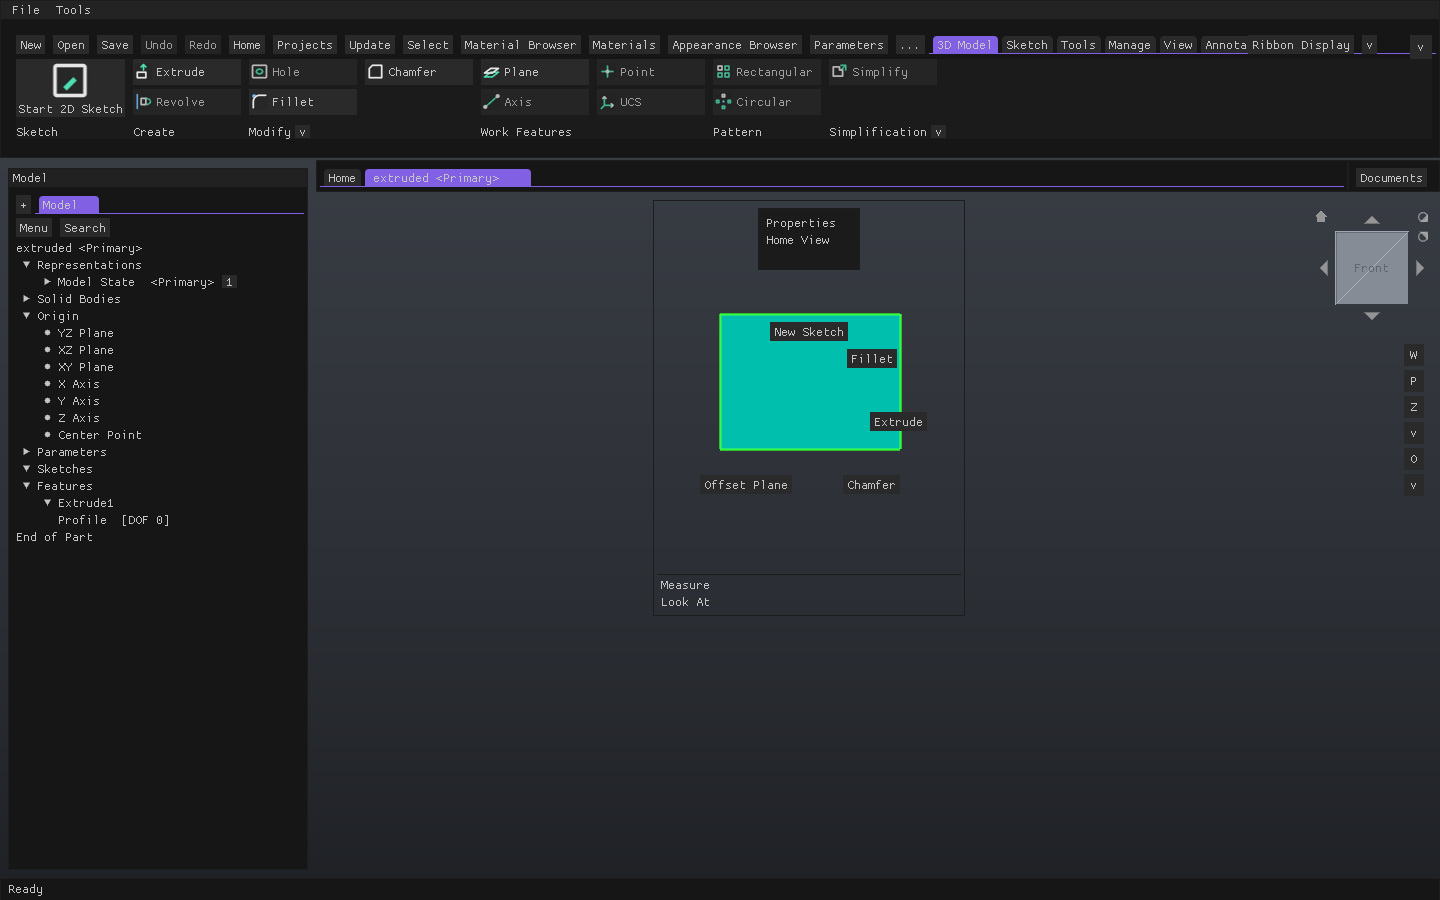 File Tools
New Open Save Undo Redo Home Projects Update Select Material Browser Materials Appearance Browser Parameters ... 3D Model Sketch Tools Manage View Annota Ribbon Display v v
Extrude Hole Chamfer Plane Point Rectangular Simplify
Revolve Fillet Axis UCS Circular
Start 2D Sketch
Sketch Create Modify v Work Features Pattern Simplification v
Model
+ Model
Menu Search
extruded <Primary>
Representations
Model State <Primary> 1
Solid Bodies
Origin
YZ Plane
XZ Plane
XY Plane
X Axis
Y Axis
Z Axis
Center Point
Parameters
Sketches
Features
Extrude1
Profile [DOF 0]
End of Part
Home extruded <Primary> Documents
Properties
Home View
New Sketch
Fillet
Extrude
Offset Plane Chamfer
Measure
Look At
Front
W
P
Z
v
O
v
Ready